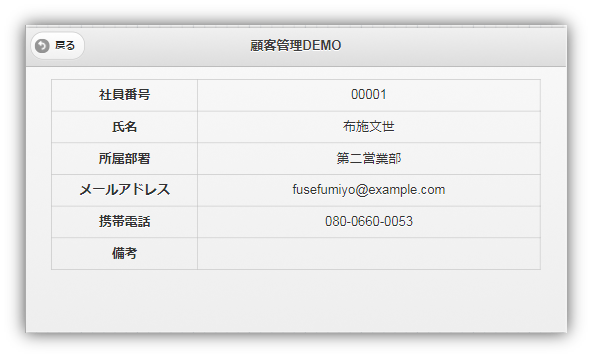 戻る 顧客管理DEMO
社員番号 00001
氏名 布施文世
所属部署 第二営業部
メールアドレス fusefumiyo@example.com
携帯電話 080-0660-0053
備考